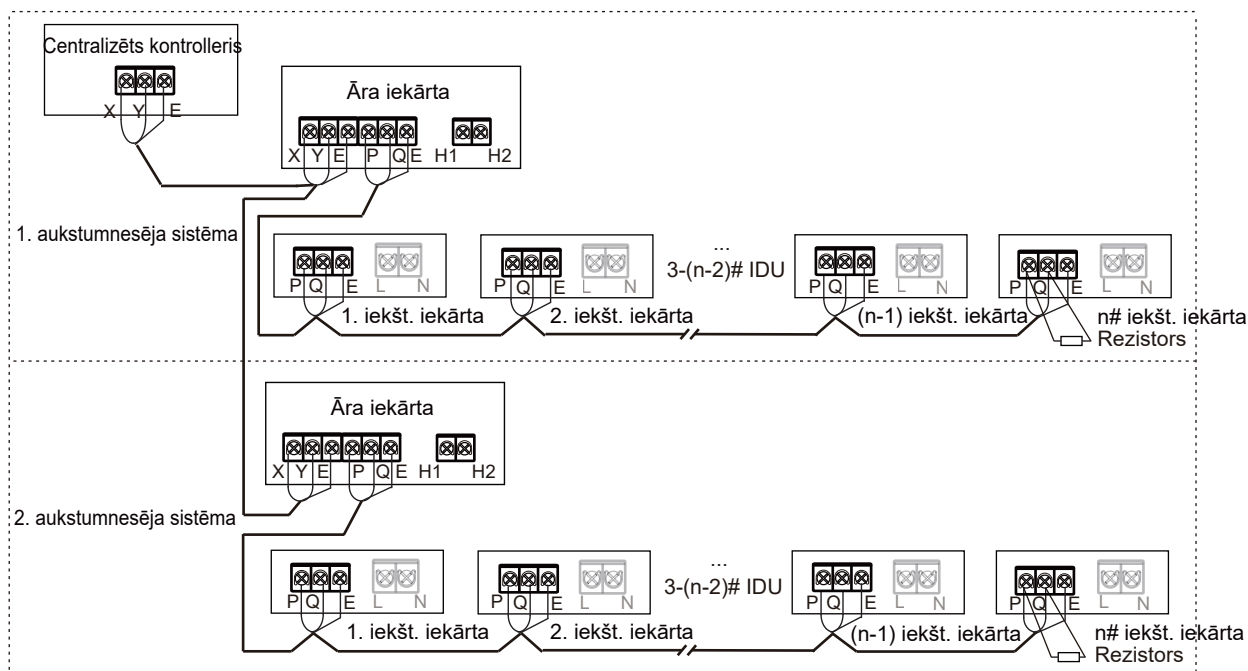 Centralizēts kontrolleris
X Y E
Āra iekārta
X Y E P Q E H1 H2
1. aukstumnesēja sistēma
P Q E L N
1. iekšt. iekārta
P Q E L N
2. iekšt. iekārta
...
3-(n-2)# IDU
P Q E L N
(n-1) iekšt. iekārta
P Q E L N
n# iekšt. iekārta
Rezistors
Āra iekārta
X Y E P Q E H1 H2
2. aukstumnesēja sistēma
P Q E L N
1. iekšt. iekārta
P Q E L N
2. iekšt. iekārta
...
3-(n-2)# IDU
P Q E L N
(n-1) iekšt. iekārta
P Q E L N
n# iekšt. iekārta
Rezistors